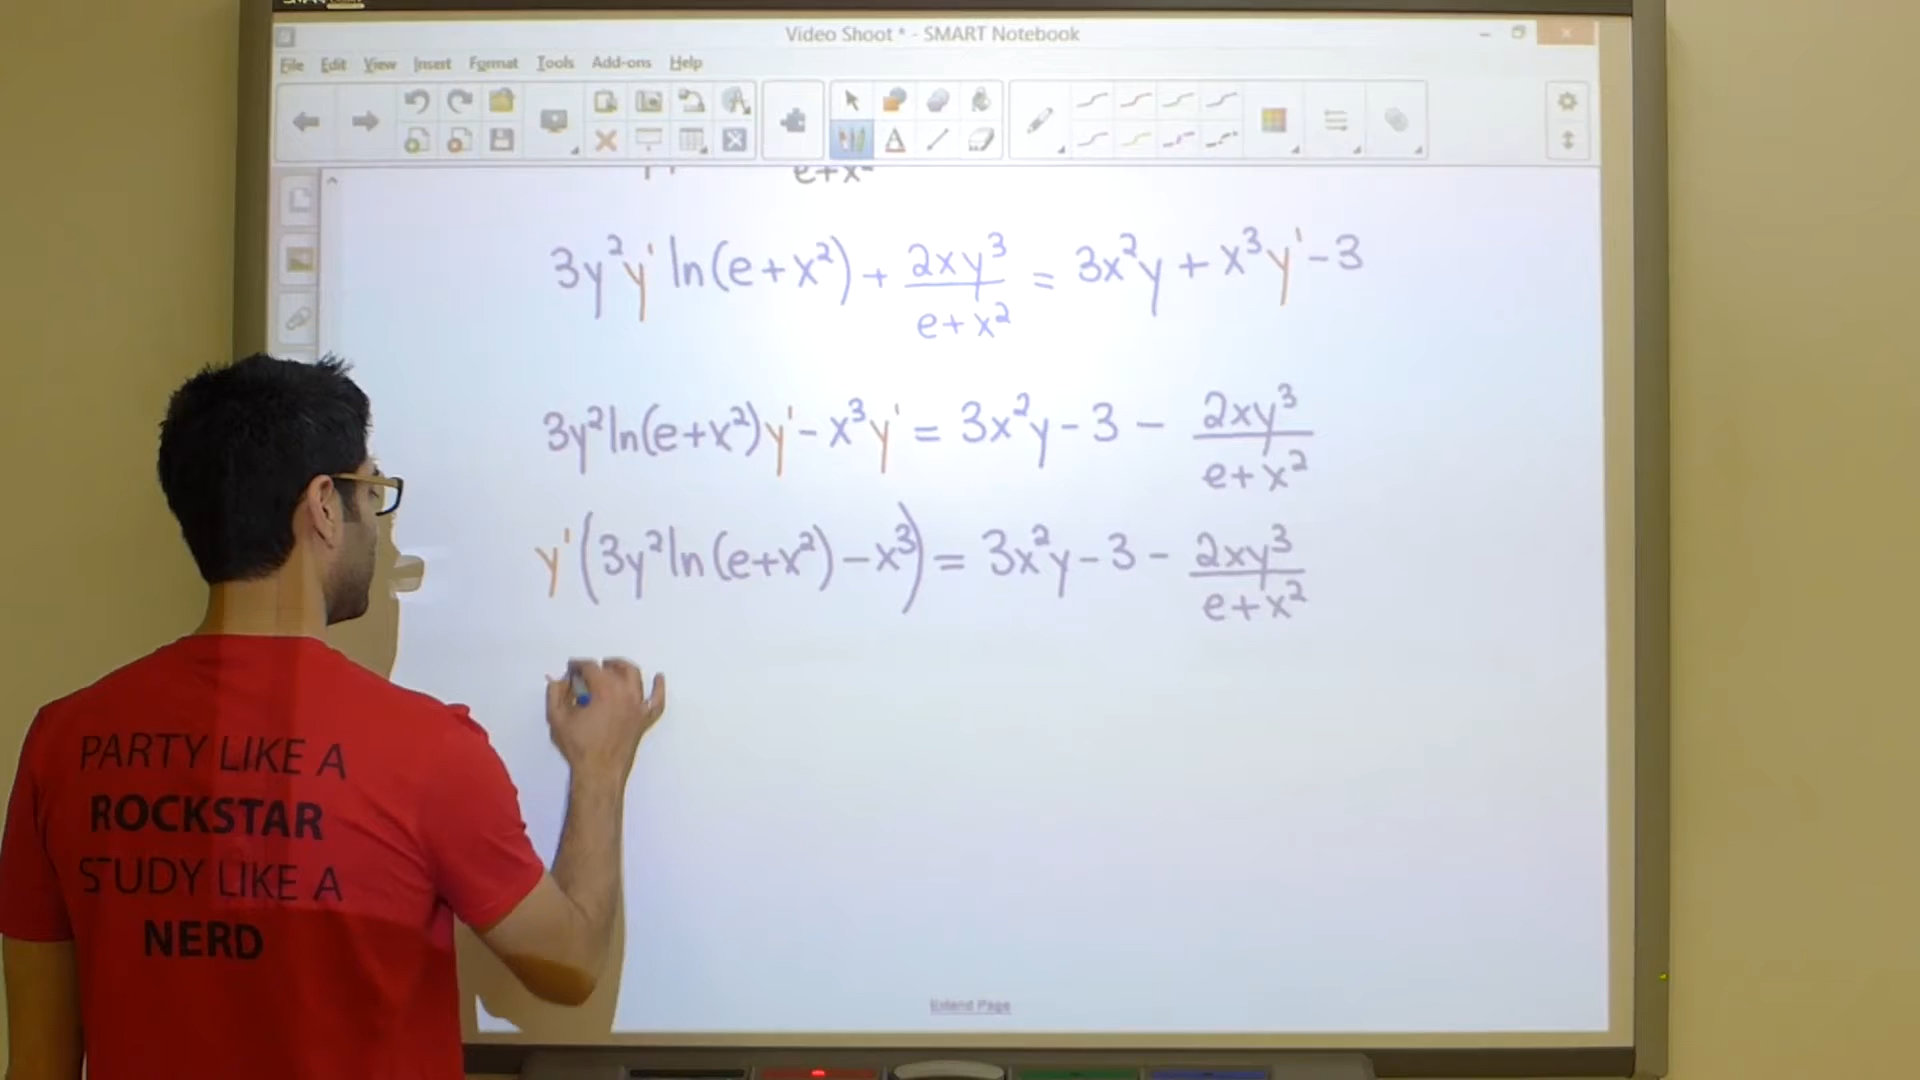 Video Shoot * - SMART Notebook
File Edit View Insert Format Tools Add-ons Help
e+x²
3y²y' ln(e+x²) + 2xy³/e+x² = 3x²y + x³y' - 3
3y² ln(e+x²)y' - x³y' = 3x²y - 3 - 2xy³/e+x²
y'(3y² ln(e+x²) - x³) = 3x²y - 3 - 2xy³/e+x²
PARTY LIKE A
ROCKSTAR
STUDY LIKE A
NERD
Extend Page